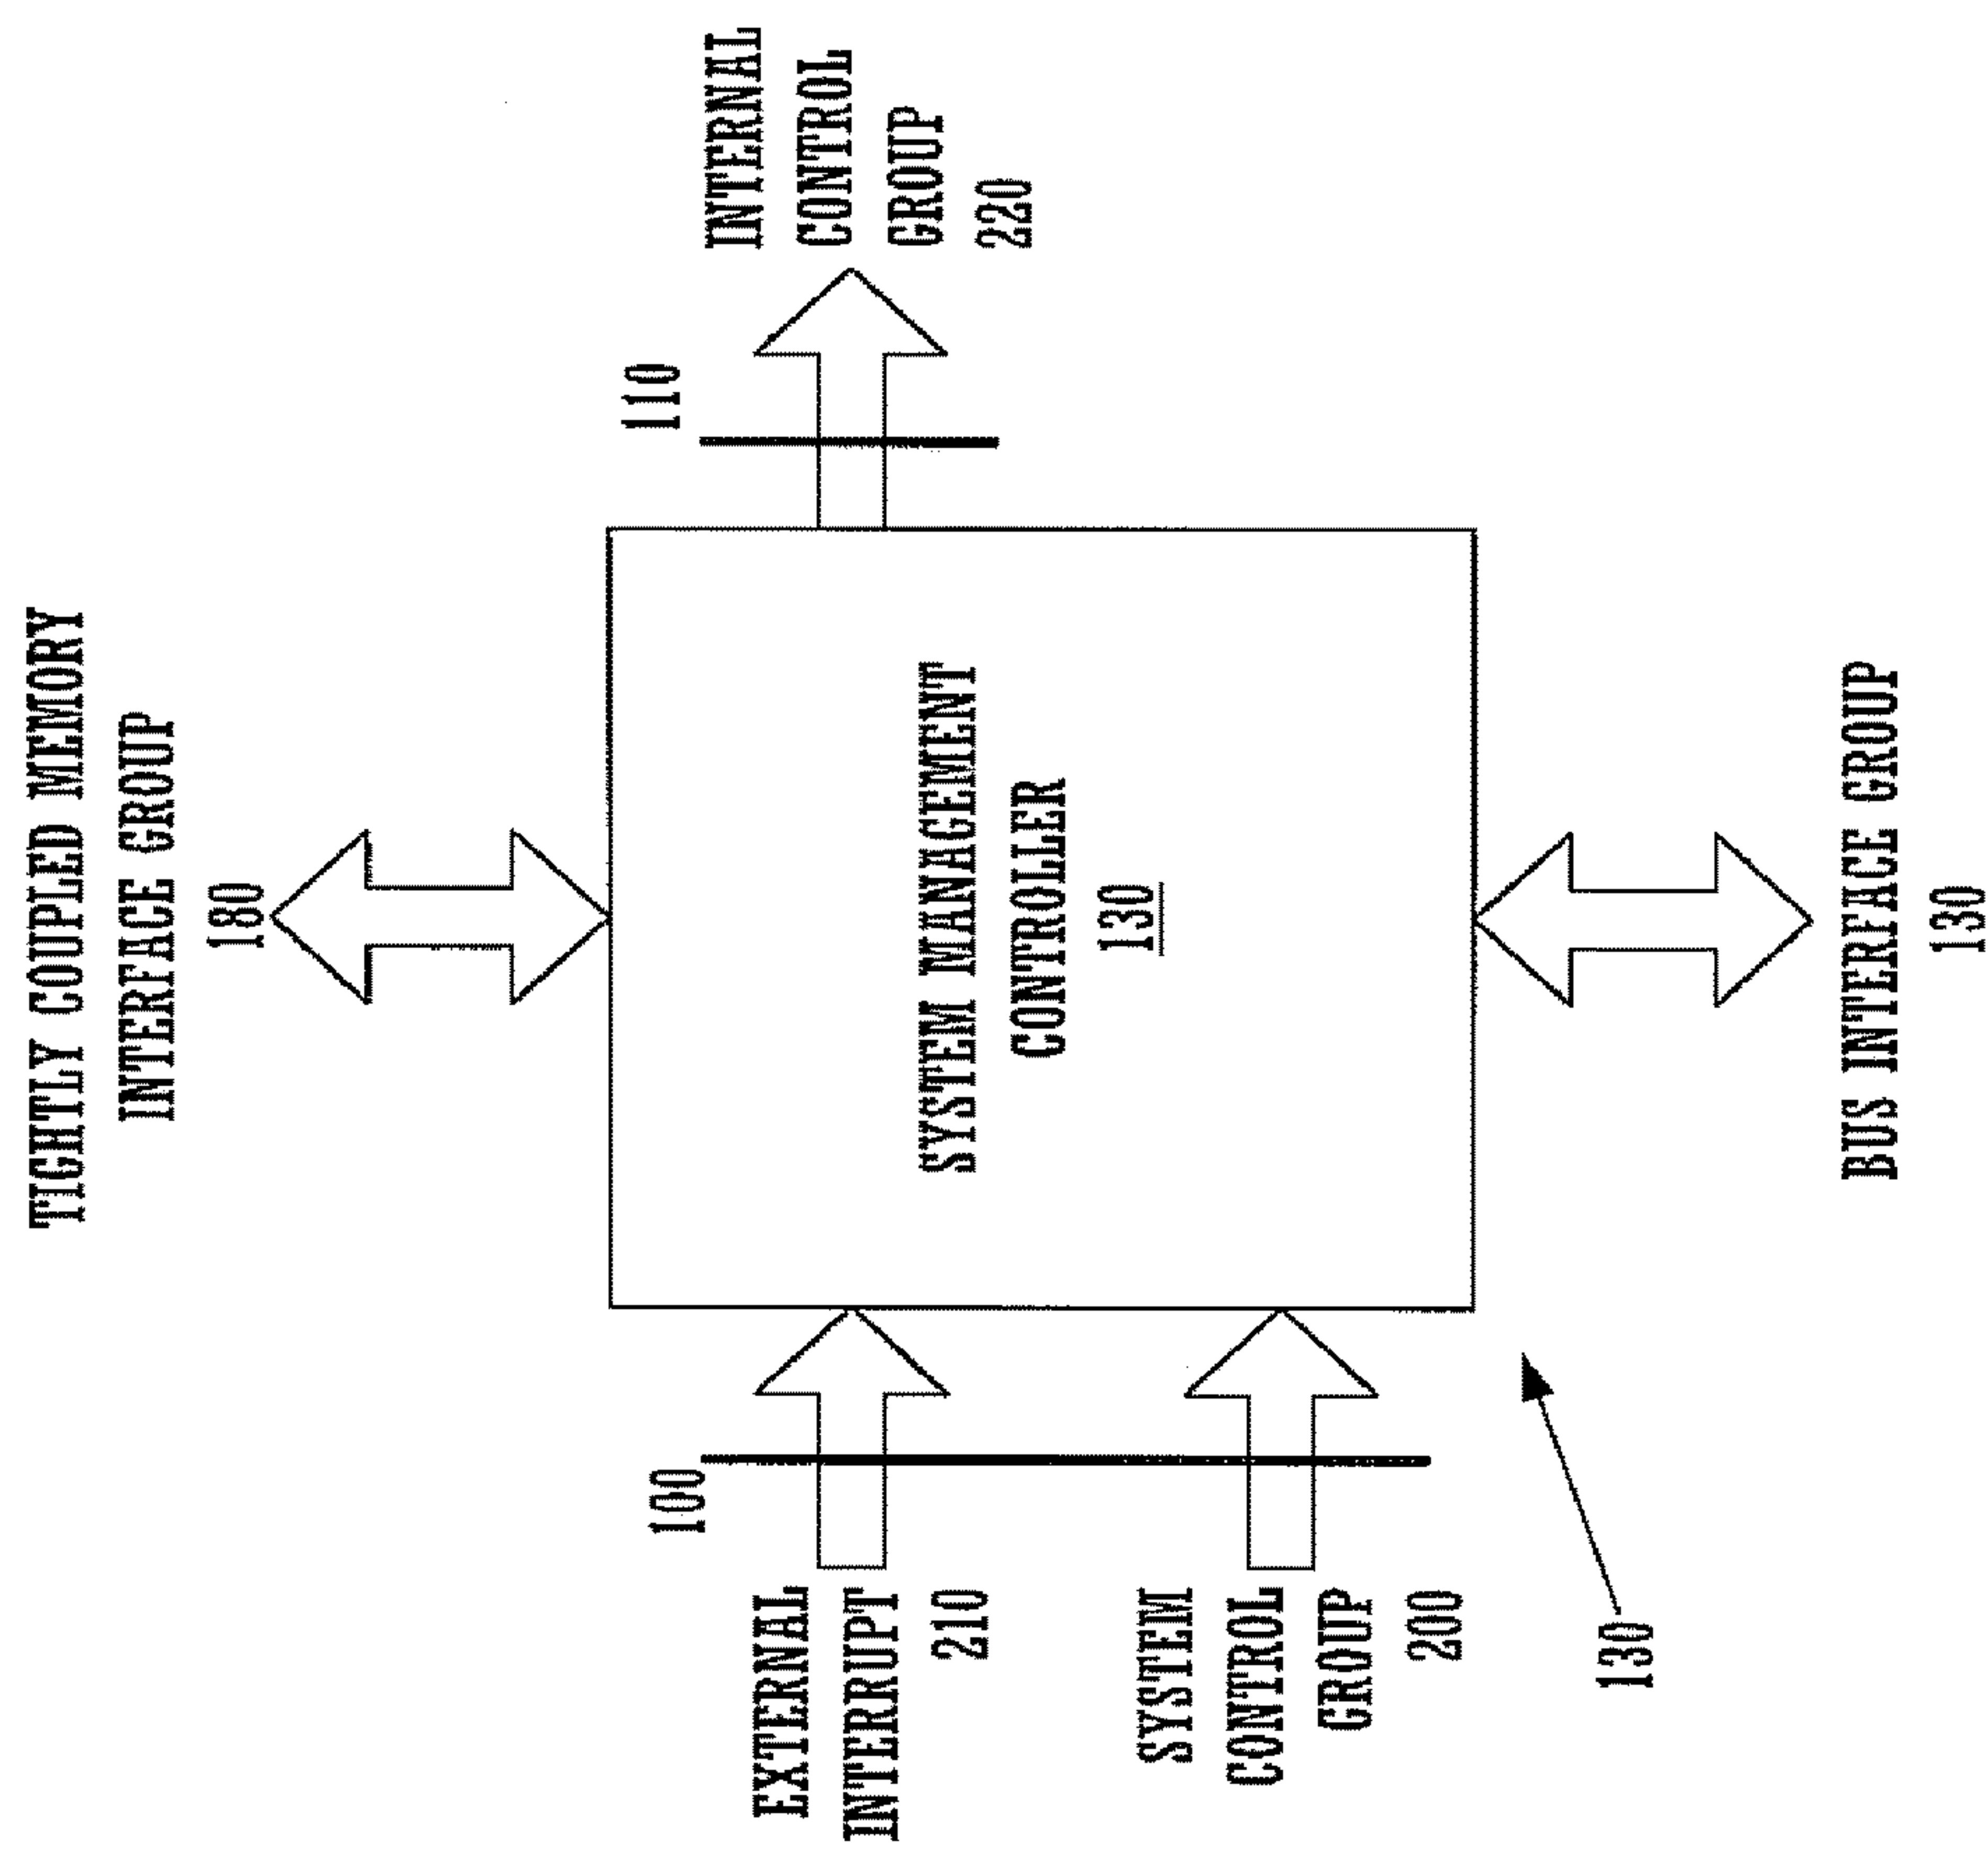 TIGHTLY COUPLED MEMORY
INTERFACE GROUP
180
EXTERNAL
INTERRUPT
210
100
SYSTEM
CONTROL
GROUP
200
SYSTEM MANAGEMENT
CONTROLLER
130
110
INTERNAL
CONTROL
GROUP
220
130
BUS INTERFACE GROUP
130